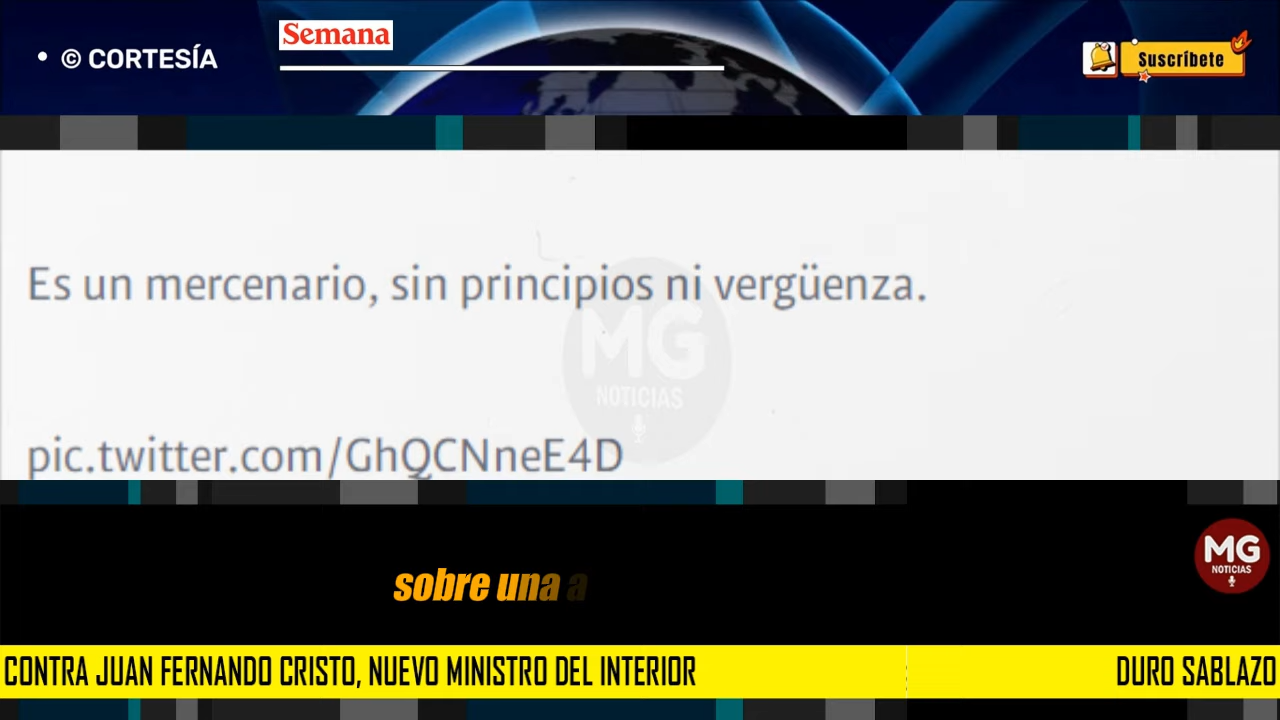 • © CORTESÍA
Semana
Suscríbete
Es un mercenario, sin principios ni vergüenza.
MG
NOTICIAS
pic.twitter.com/GhQCNneE4D
MG
NOTICIAS
sobre una a
CONTRA JUAN FERNANDO CRISTO, NUEVO MINISTRO DEL INTERIOR
DURO SABLAZO